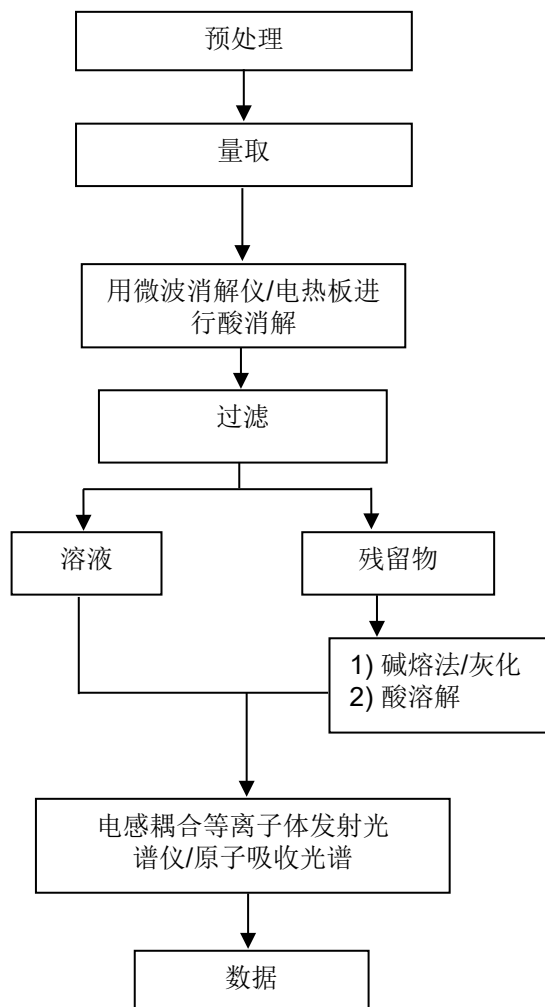 预处理
量取
用微波消解仪/电热板进
行酸消解
过滤
溶液
残留物
1) 碱熔法/灰化
2) 酸溶解
电感耦合等离子体发射光
谱仪/原子吸收光谱
数据